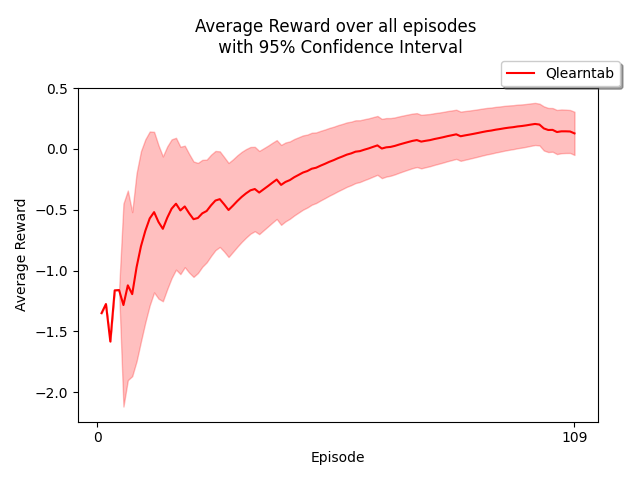 Average Reward over all episodes
with 95% Confidence Interval
Qlearntab
0.5
0.0
−0.5
−1.0
−1.5
−2.0
Average Reward
0
109
Episode